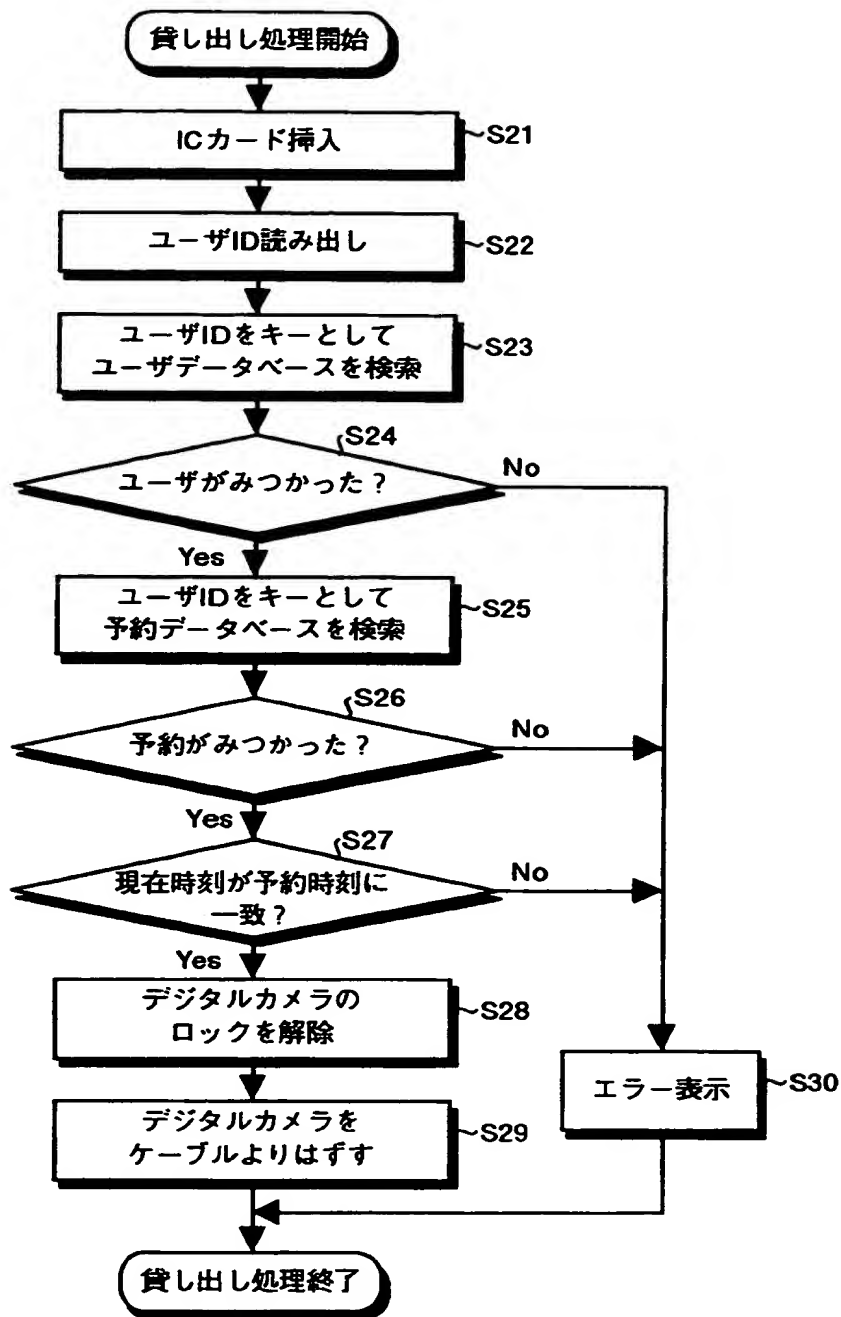 貸し出し処理開始
ICカード挿入
S21
ユーザID読み出し
S22
ユーザIDをキーとして
ユーザデータベースを検索
S23
S24
ユーザがみつかった?
No
Yes
ユーザIDをキーとして
予約データベースを検索
S25
S26
予約がみつかった?
No
Yes
S27
現在時刻が予約時刻に
一致?
No
Yes
デジタルカメラの
ロックを解除
S28
エラー表示
S30
デジタルカメラを
ケーブルよりはずす
S29
貸し出し処理終了